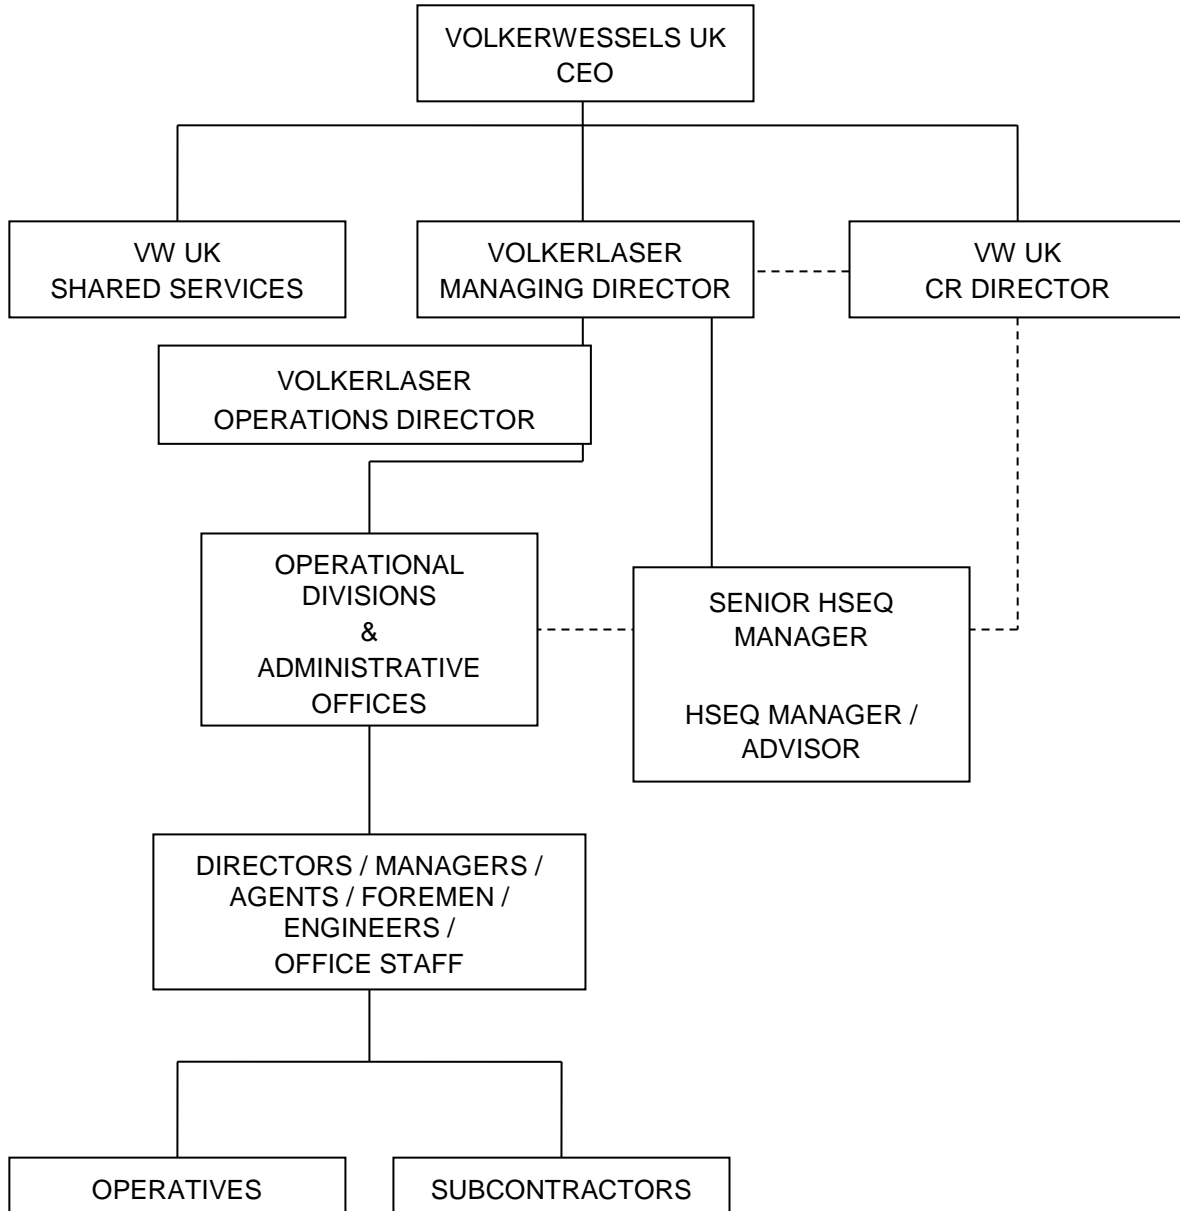 VOLKERWESSELS UK
CEO
VW UK
SHARED SERVICES
VOLKERLASER
MANAGING DIRECTOR
VW UK
CR DIRECTOR
VOLKERLASER
OPERATIONS DIRECTOR
OPERATIONAL
DIVISIONS
&
ADMINISTRATIVE
OFFICES
SENIOR HSEQ
MANAGER
HSEQ MANAGER /
ADVISOR
DIRECTORS / MANAGERS /
AGENTS / FOREMEN /
ENGINEERS /
OFFICE STAFF
OPERATIVES
SUBCONTRACTORS